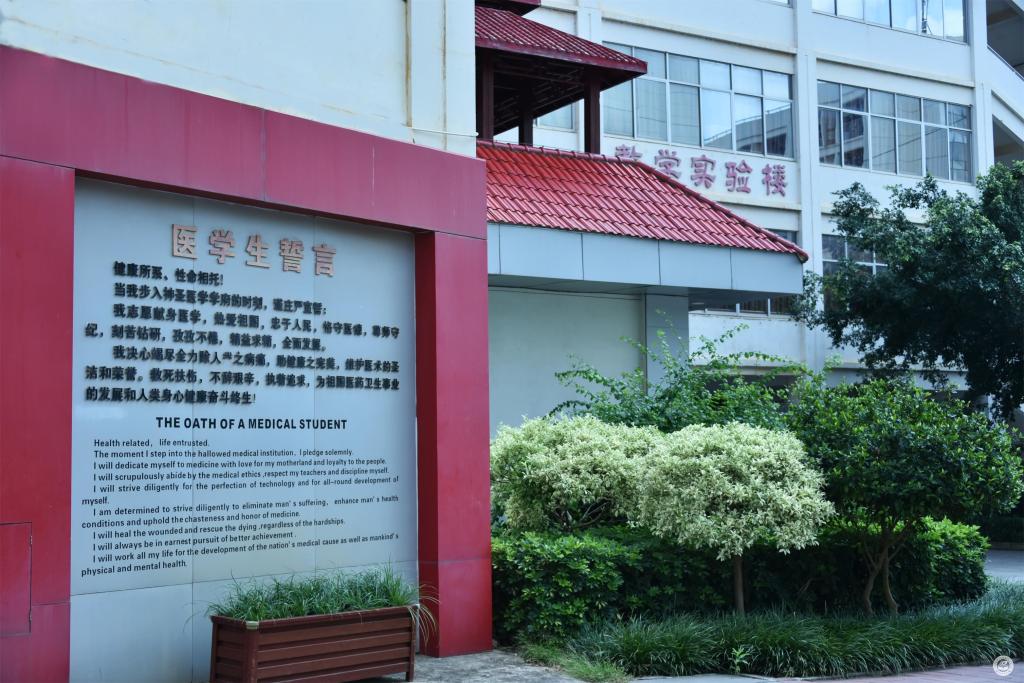 医学生誓言
健康所系，性命相托！
当我步入神圣医学学府的时刻，谨庄严宣誓：
我志愿献身医学，热爱祖国，忠于人民，恪守医德，尊师守
纪，刻苦钻研，孜孜不倦，精益求精，全面发展。
我决心竭尽全力除人类之病痛，助健康之完美，维护医术的圣
洁和荣誉。救死扶伤，不辞艰辛，执着追求，为祖国医药卫生事业
的发展和人类身心健康奋斗终生！
THE OATH OF A MEDICAL STUDENT
Health related, life entrusted.
The moment I step into the hallowed medical institution, I pledge solemnly.
I will dedicate myself to medicine with love for my motherland and loyalty to the people.
I will scrupulously abide by the medical ethics ,respect my teachers and discipline myself.
I will strive diligently for the perfection of technology and for all-round development of
myself.
I am determined to strive diligently to eliminate man's suffering, enhance man's health
conditions and uphold the chasteness and honor of medicine.
I will heal the wounded and rescue the dying ,regardless of the hardships.
I will always be in earnest pursuit of better achievement .
I will work all my life for the development of the nation's medical cause as well as mankind's
physical and mental health.
教学实验楼